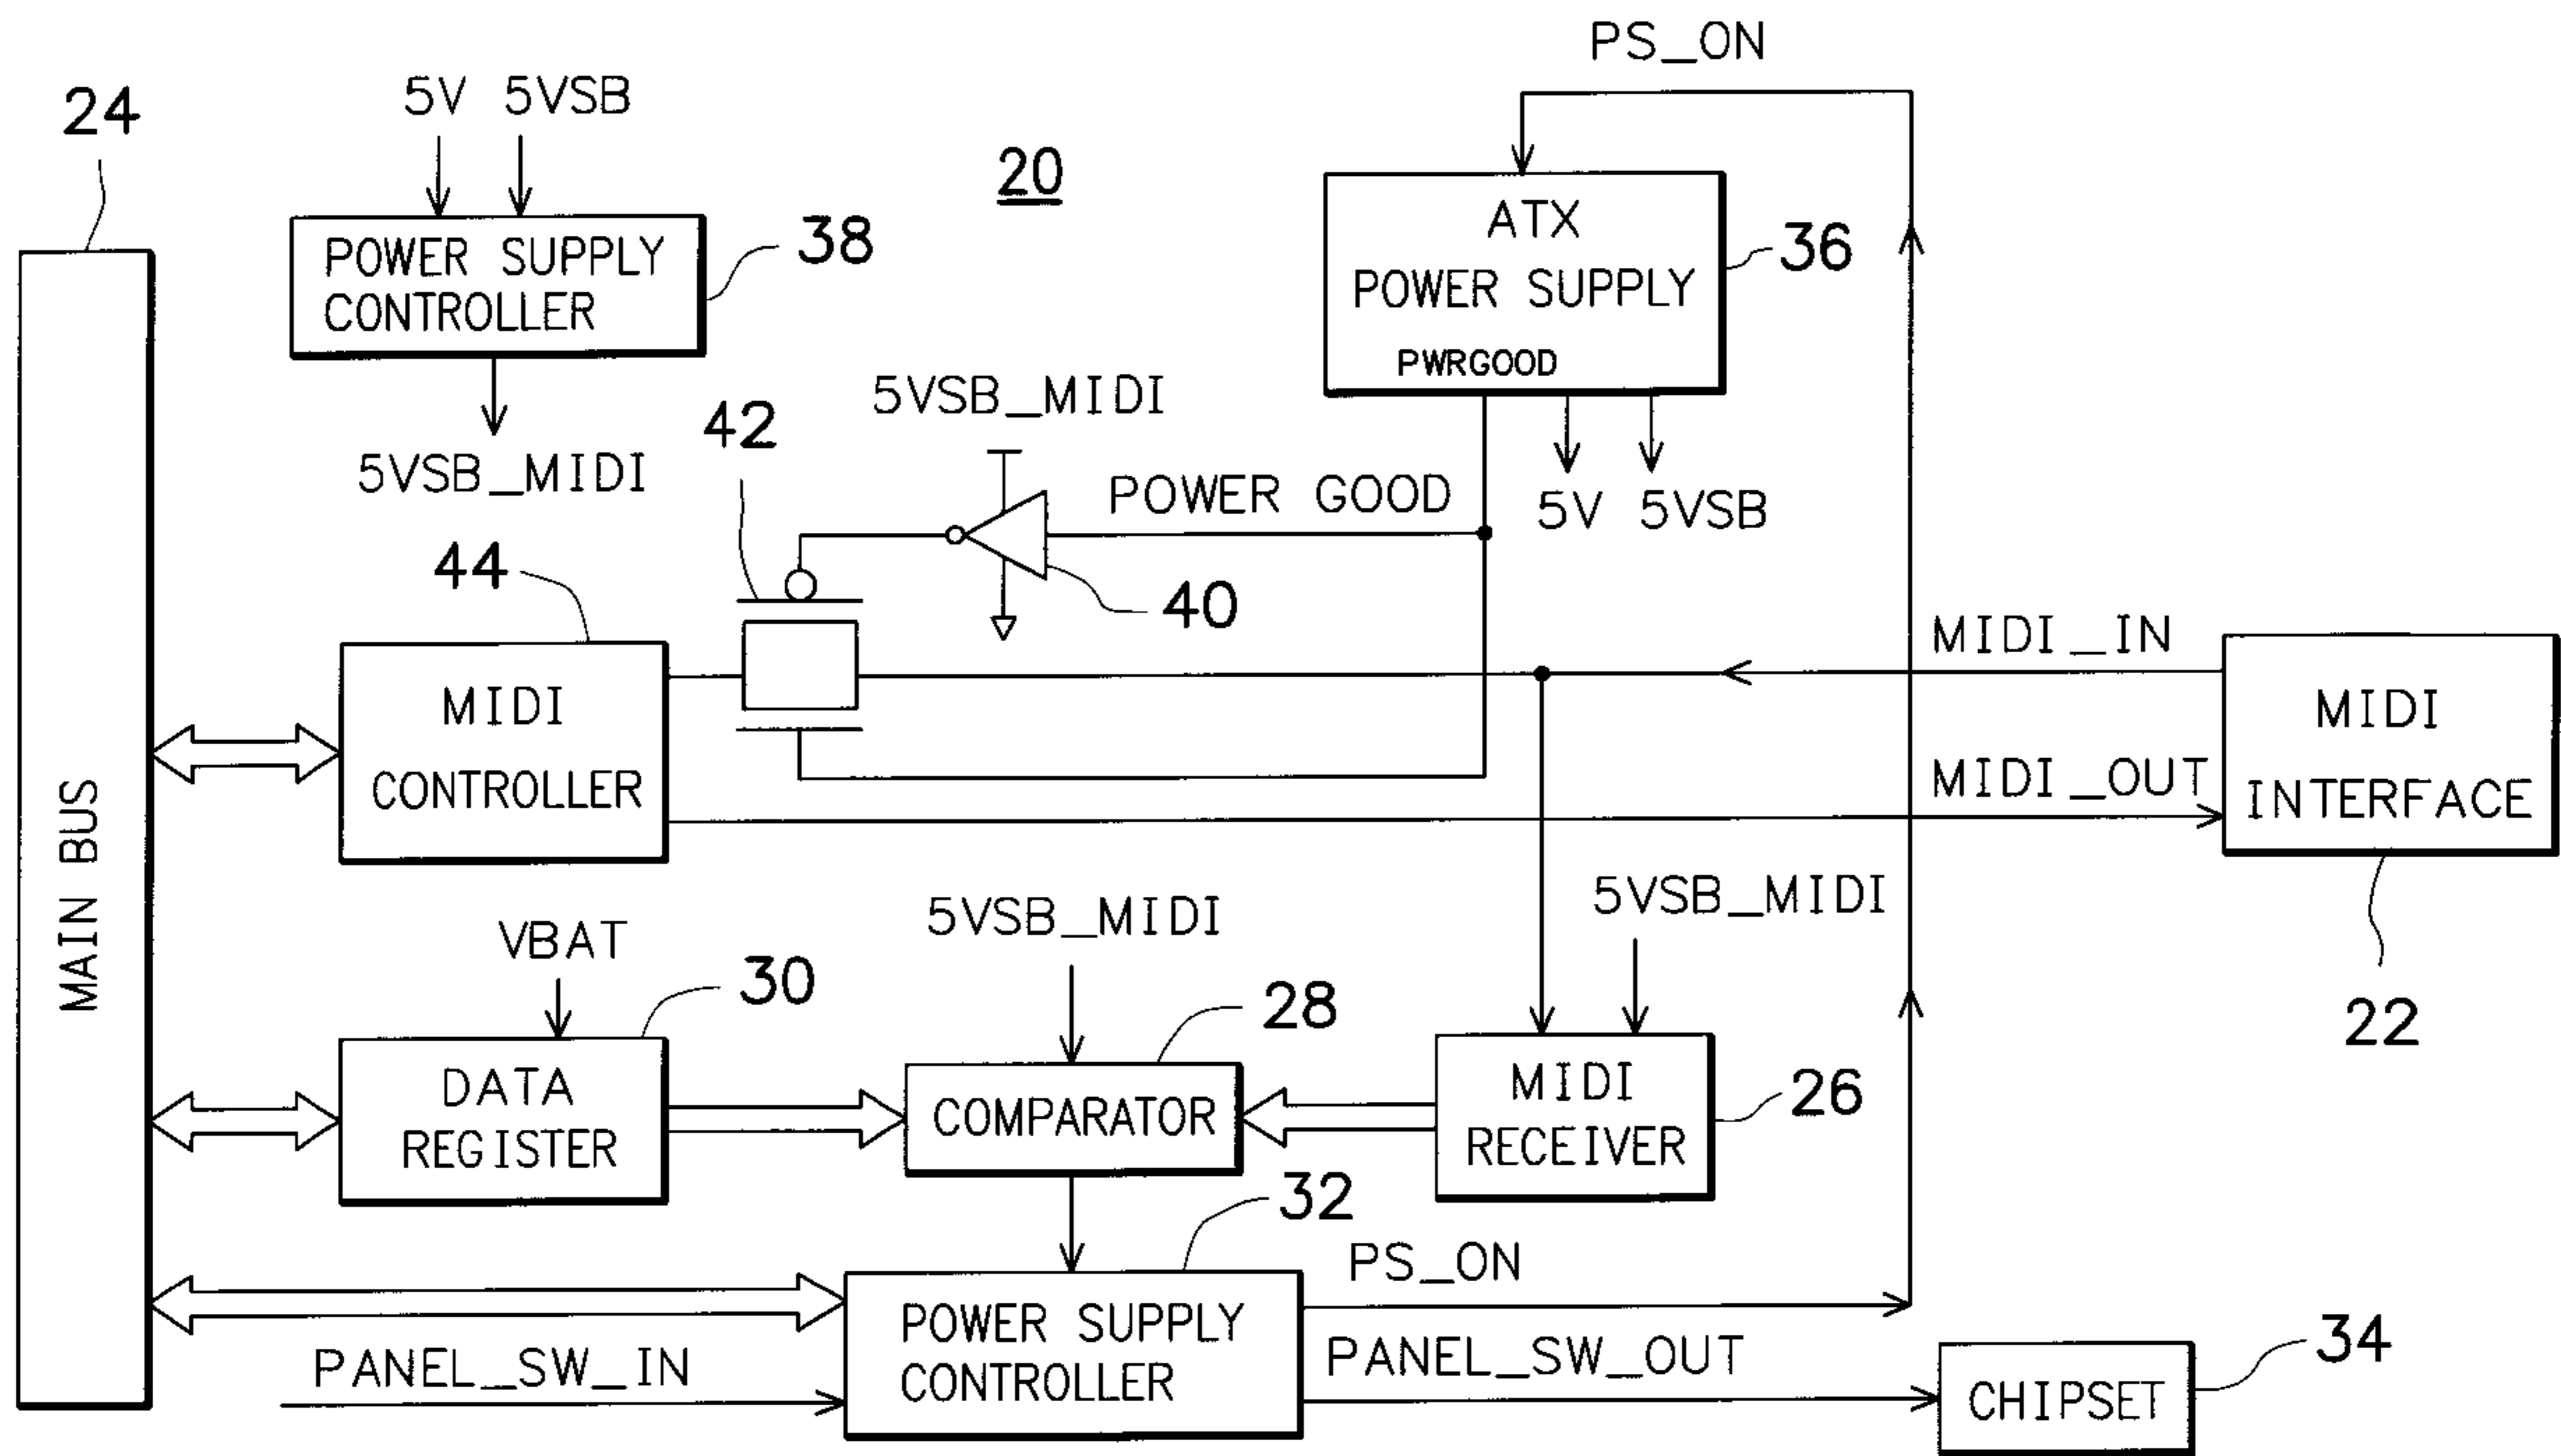 PS_ON
24
5V 5VSB
20
POWER SUPPLY
CONTROLLER
38
ATX
POWER SUPPLY
PWRGOOD
36
5VSB_MIDI
42
5VSB_MIDI
POWER GOOD
5V 5VSB
44
40
MIDI_IN
MIDI
CONTROLLER
MIDI
INTERFACE
MIDI_OUT
MAIN BUS
5VSB_MIDI
5VSB_MIDI
VBAT
30
28
22
DATA
REGISTER
COMPARATOR
MIDI
RECEIVER
26
32
PS_ON
POWER SUPPLY
CONTROLLER
PANEL_SW_IN
PANEL_SW_OUT
34
CHIPSET